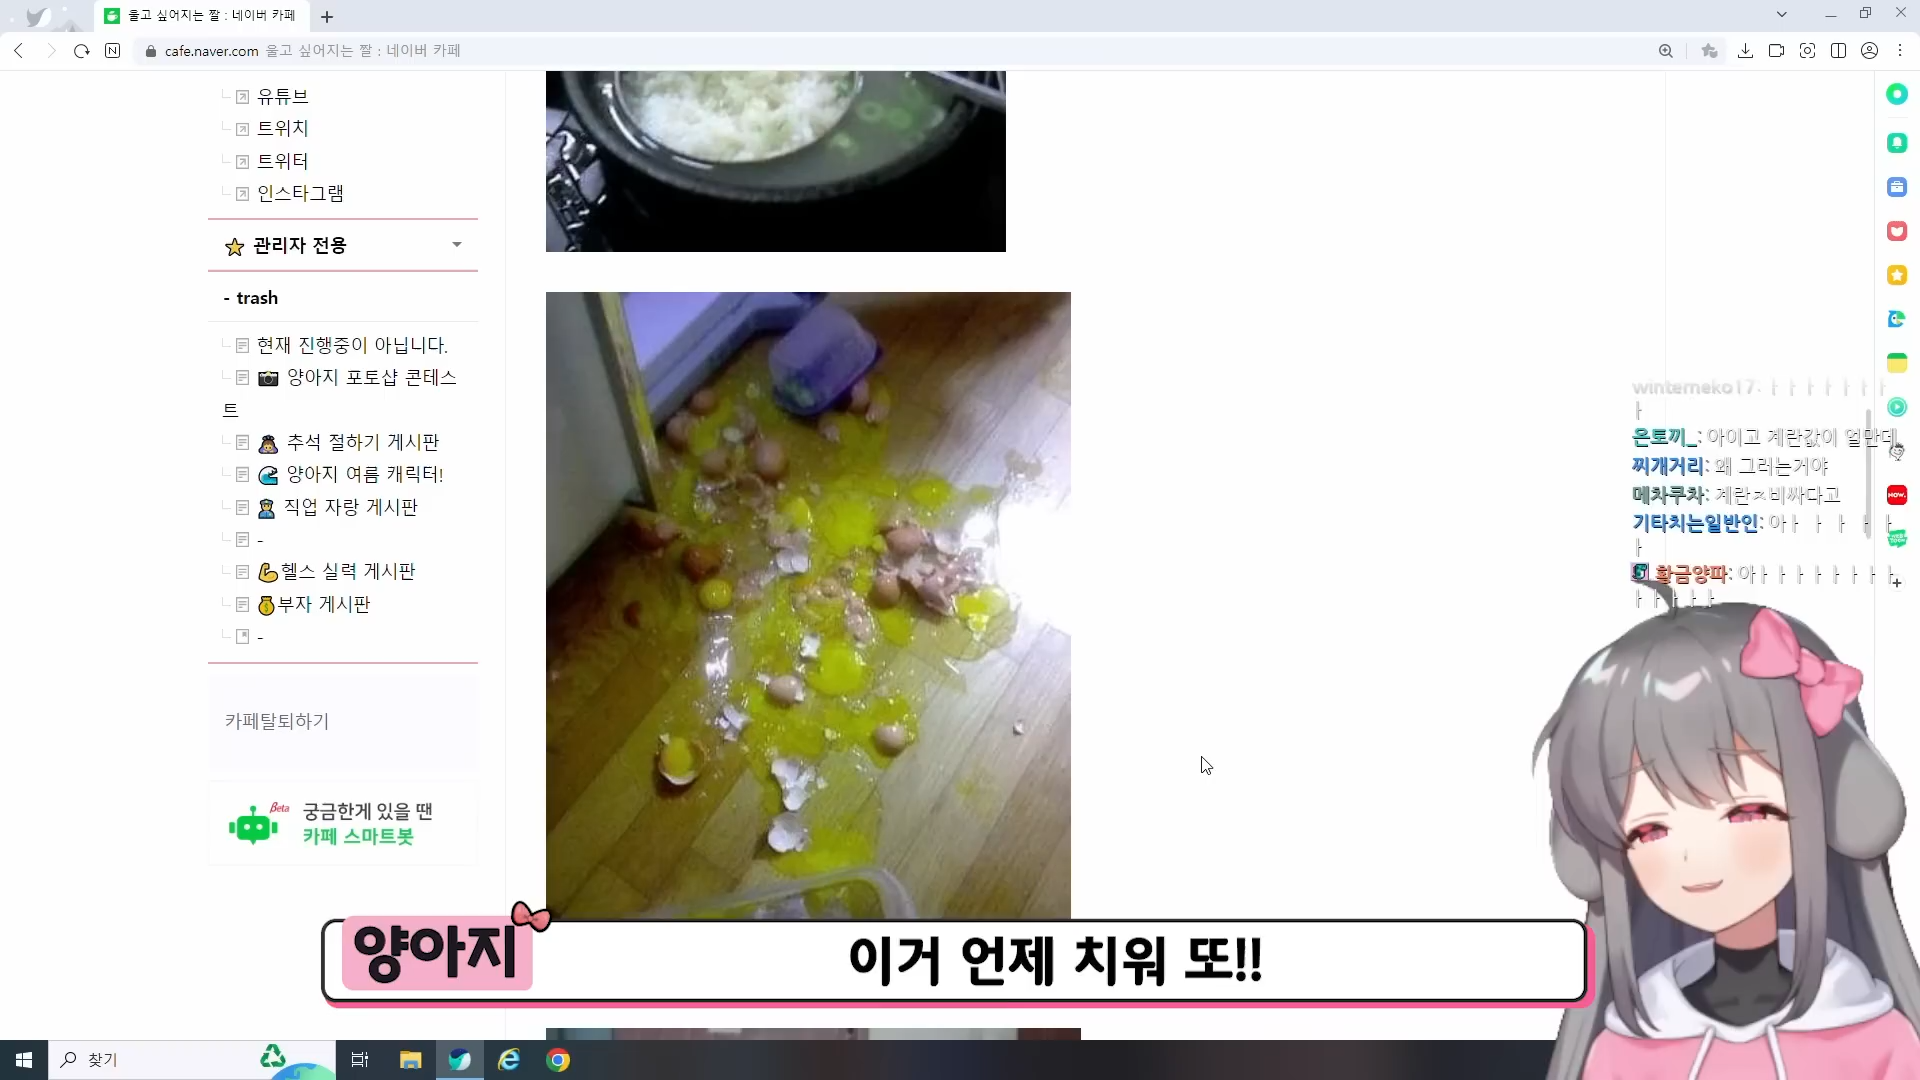 울고 싶어지는 짤 : 네이버 카페
cafe.naver.com 울고 싶어지는 짤 : 네이버 카페
유튜브
트위치
트위터
인스타그램
관리자 전용
- trash
현재 진행중이 아닙니다.
양아지 포토샵 콘테스
트
추석 절하기 게시판
양아지 여름 캐릭터!
직업 자랑 게시판
-
헬스 실력 게시판
부자 게시판
-
카페탈퇴하기
Beta
궁금한게 있을 땐
카페 스마트봇
winterneko17: ㅏㅏㅏㅏㅏㅏㅏ
ㅏ
온토끼_: 아이고 계란값이 얼만데
찌개거리: 왜 그러는거야
메차쿠차: 계란ㅈ비싸다고
기타치는일반인: 아ㅏㅏㅏㅏㅏ
ㅏ
황금양파: 아ㅏㅏㅏㅏㅏㅏㅏ
ㅏㅏㅏㅏㅏ
NOW.
양아지
이거 언제 치워 또!!
찾기